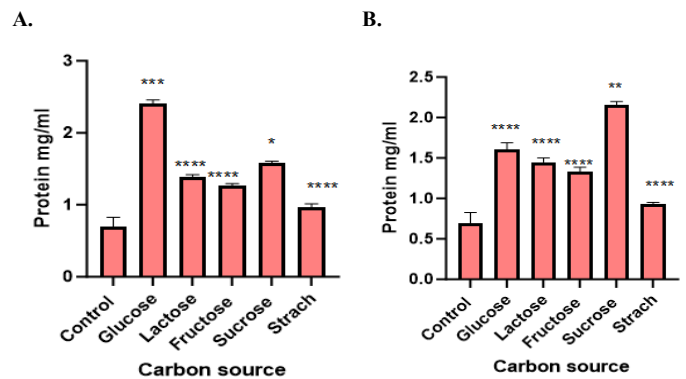 A.
Protein mg/ml
3
2
1
0
***
****
****
*
****
Control
Glucose
Lactose
Fructose
Sucrose
Strach
Carbon source
B.
Protein mg/ml
2.5
2.0
1.5
1.0
0.5
0.0
****
****
****
**
****
Control
Glucose
Lactose
Fructose
Sucrose
Strach
Carbon source